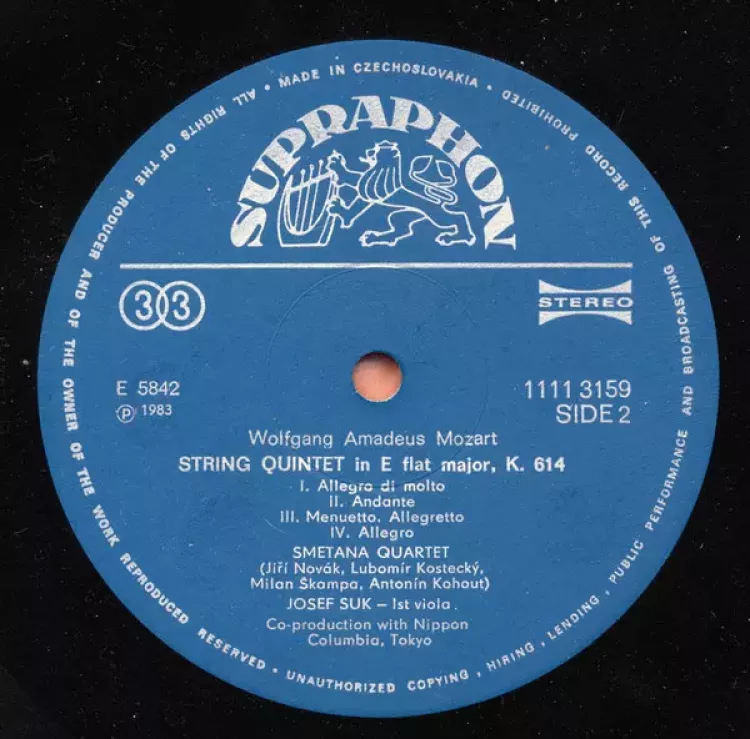 ALL RIGHTS OF THE PRODUCER AND OF THE OWNER OF THE WORK REPRODUCED RESERVED • UNAUTHORIZED COPYING, HIRING, LENDING, PUBLIC PERFORMANCE AND BROADCASTING OF THIS RECORD PROHIBITED • MADE IN CZECHOSLOVAKIA •
SUPRAPHON
33
STEREO
E 5842
1111 3159
℗ 1983
SIDE 2
Wolfgang Amadeus Mozart
STRING QUINTET in E flat major, K. 614
I. Allegro di molto
II. Andante
III. Menuetto. Allegretto
IV. Allegro
SMETANA QUARTET
(Jiří Novák, Lubomír Kostecký,
Milan Škampa, Antonín Kohout)
JOSEF SUK – 1st viola
Co-production with Nippon
Columbia, Tokyo